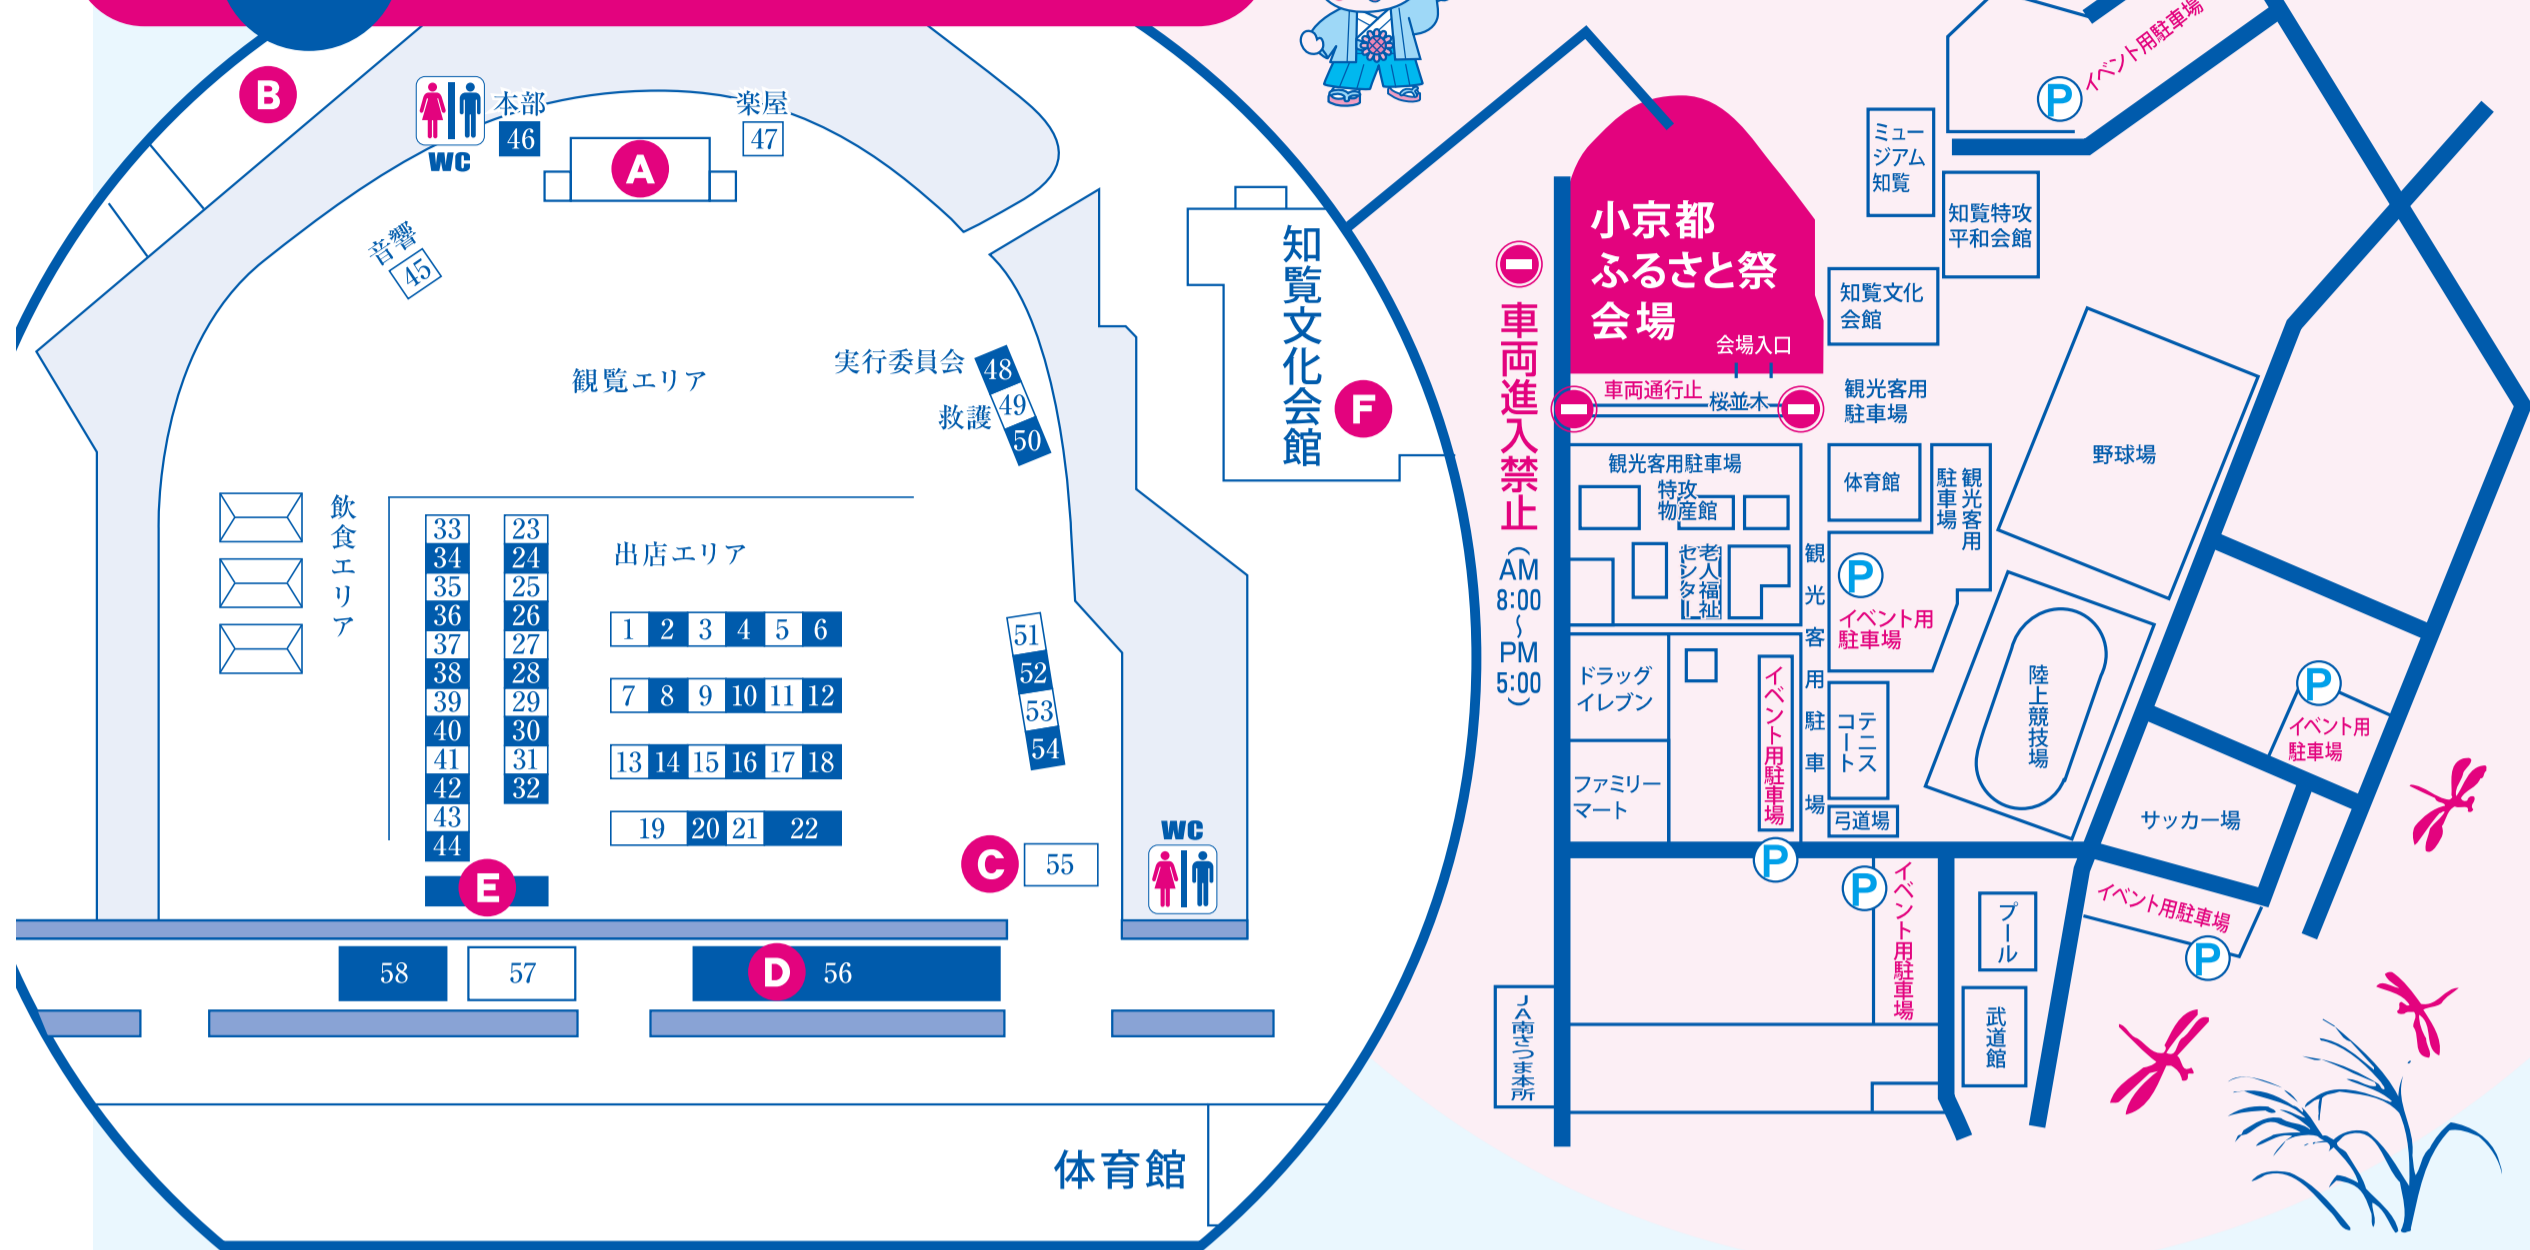 B
WC
本部
46
A
楽屋
47
音響
45
観覧エリア
実行委員会
48
49
救護
50
知覧文化会館
F
飲食エリア
33
34
35
36
37
38
39
40
41
42
43
44
23
24
25
26
27
28
29
30
31
32
出店エリア
1 2 3 4 5 6
7 8 9 10 11 12
13 14 15 16 17 18
19 20 21 22
51
52
53
54
E
C
55
WC
58
57
D
56
体育館
小京都
ふるさと祭
会場
会場入口
車両進入禁止
(AM
8:00
〜
PM
5:00)
車両通行止
桜並木
ミュー
ジアム
知覧
知覧特攻
平和会館
知覧文化
会館
P
イベント用駐車場
観光客用
駐車場
観光客用駐車場
特攻
物産館
老人福祉
センター
観光客用駐車場
体育館
観光客用
駐車場
P
イベント用
駐車場
野球場
陸上競技場
ドラッグ
イレブン
ファミリー
マート
イベント用駐車場
P
テニス
コート
弓道場
P
イベント用駐車場
P
イベント用
駐車場
サッカー場
イベント用駐車場
P
プール
武道館
JA南さつま本所